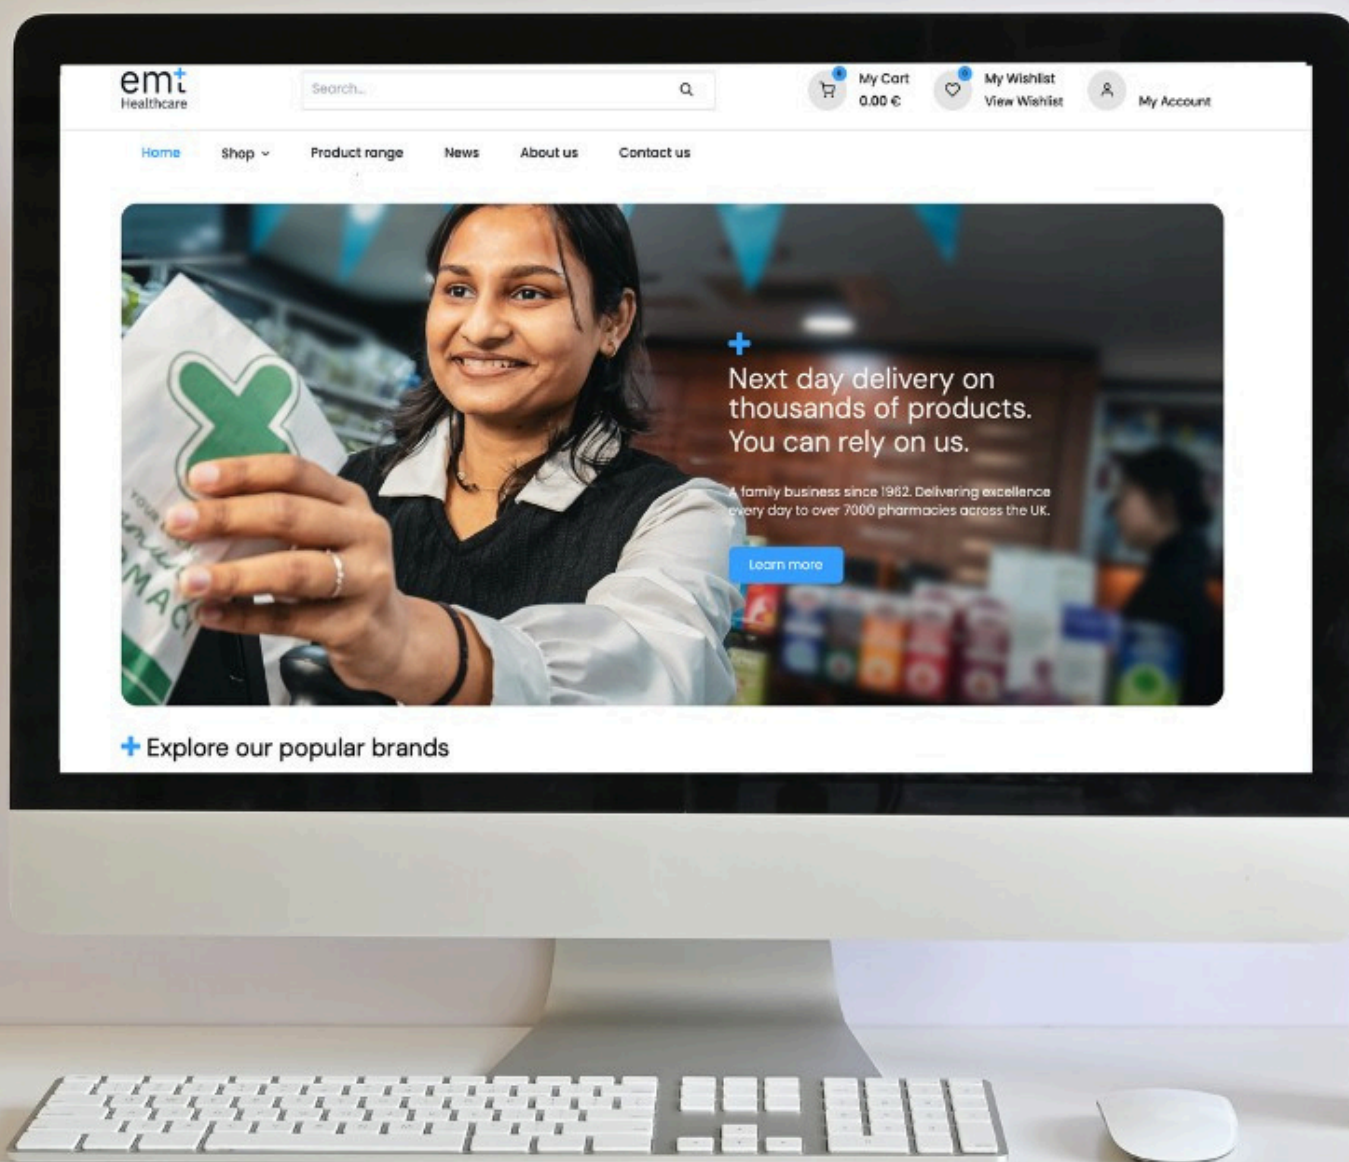 emt
Healthcare
Search...
My Cart
0.00 €
0
My Wishlist
View Wishlist
My Account
Home
Shop
Product range
News
About us
Contact us
Next day delivery on
thousands of products.
You can rely on us.
A family business since 1962. Delivering excellence
every day to over 7000 pharmacies across the UK.
Learn more
YOUR
Explore our popular brands